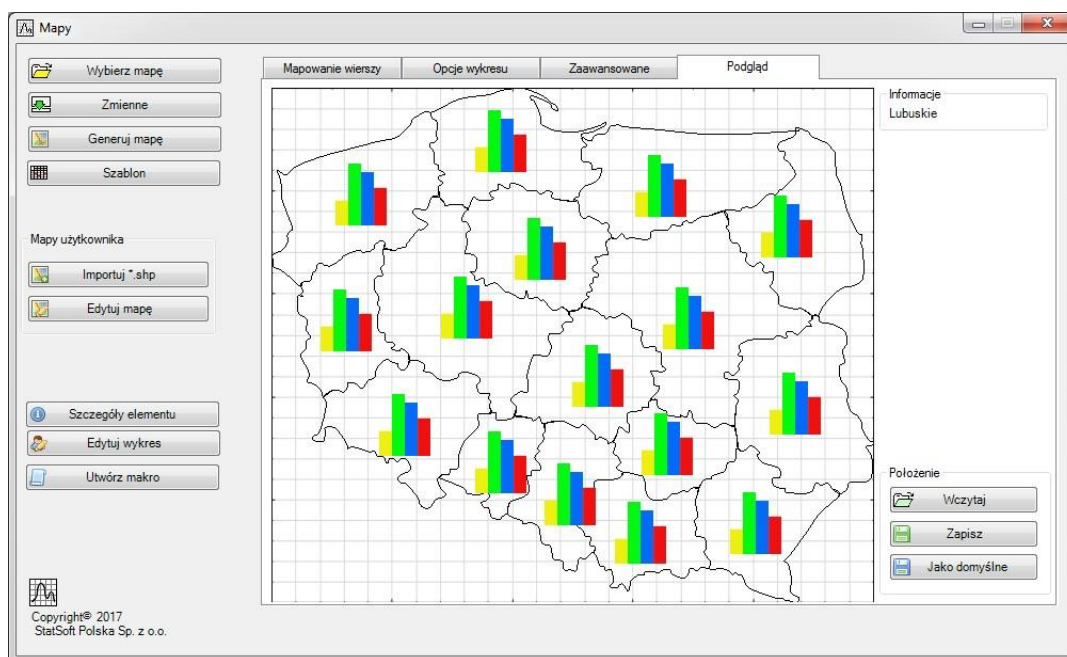 Mapy
Wybierz mapę
Zmienne
Generuj mapę
Szablon
Mapy użytkownika
Importuj *.shp
Edytuj mapę
Szczegóły elementu
Edytuj wykres
Utwórz makro
Copyright© 2017
StatSoft Polska Sp. z o.o.
Mapowanie wierszy
Opcje wykresu
Zaawansowane
Podgląd
Informacje
Lubuskie
Położenie
Wczytaj
Zapisz
Jako domyślne